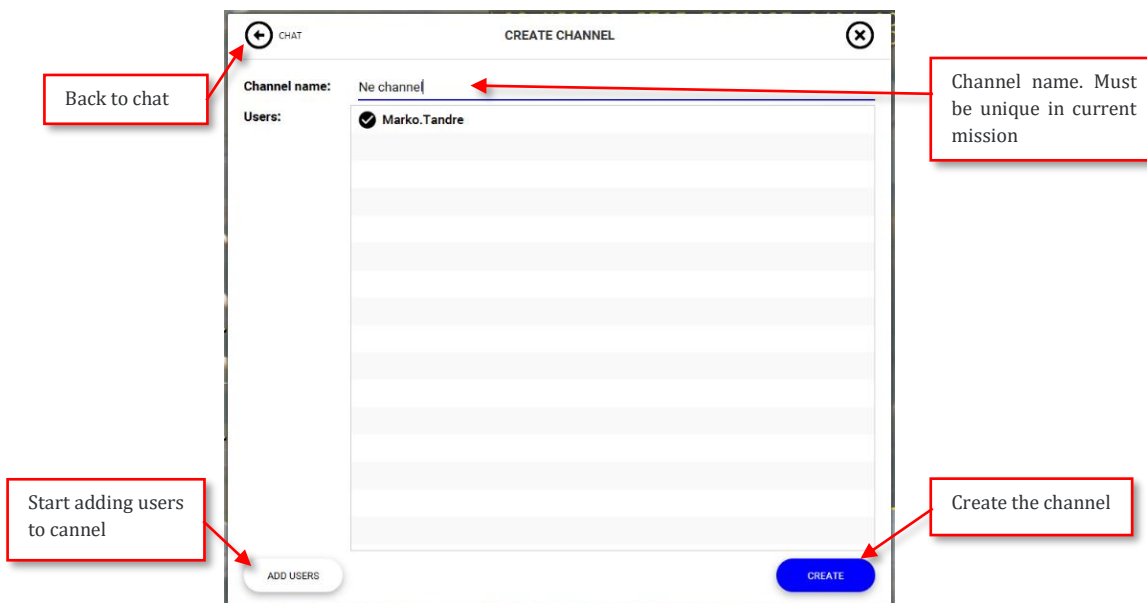 CHAT
CREATE CHANNEL
Back to chat
Channel name:
Ne channel
Channel name. Must
be unique in current
mission
Users:
Marko.Tandre
Start adding users
to cannel
Create the channel
ADD USERS
CREATE